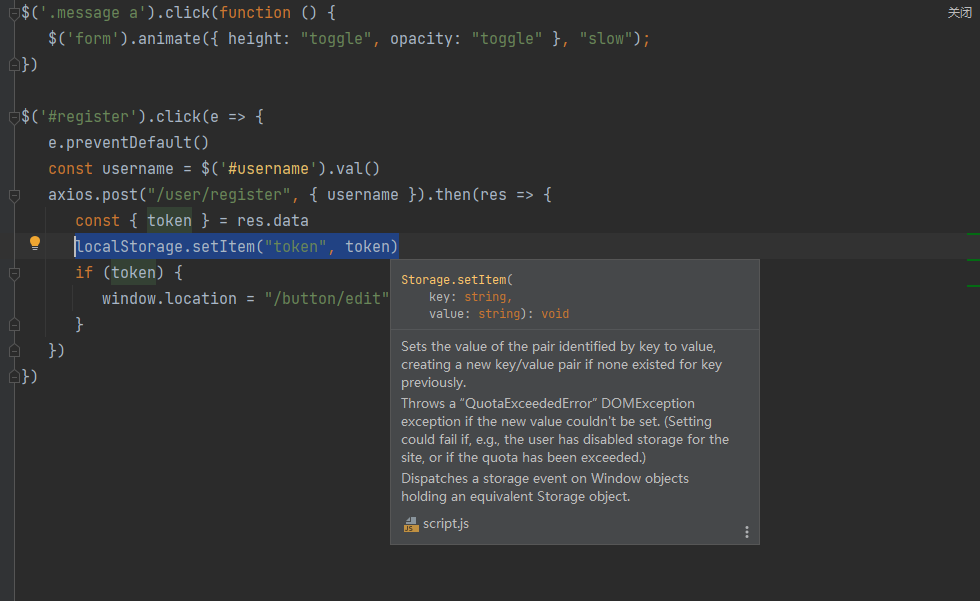 $('.message a').click(function () {
关闭
$('form').animate({ height: "toggle", opacity: "toggle" }, "slow");
})
$('#register').click(e => {
e.preventDefault()
const username = $('#username').val()
axios.post("/user/register", { username }).then(res => {
const { token } = res.data
localStorage.setItem("token", token)
if (token) {
window.location = "/button/edit"
}
})
})
Storage.setItem(
key: string,
value: string): void
Sets the value of the pair identified by key to value,
creating a new key/value pair if none existed for key
previously.
Throws a “QuotaExceededError” DOMException
exception if the new value couldn't be set. (Setting
could fail if, e.g., the user has disabled storage for the
site, or if the quota has been exceeded.)
Dispatches a storage event on Window objects
holding an equivalent Storage object.
JS script.js